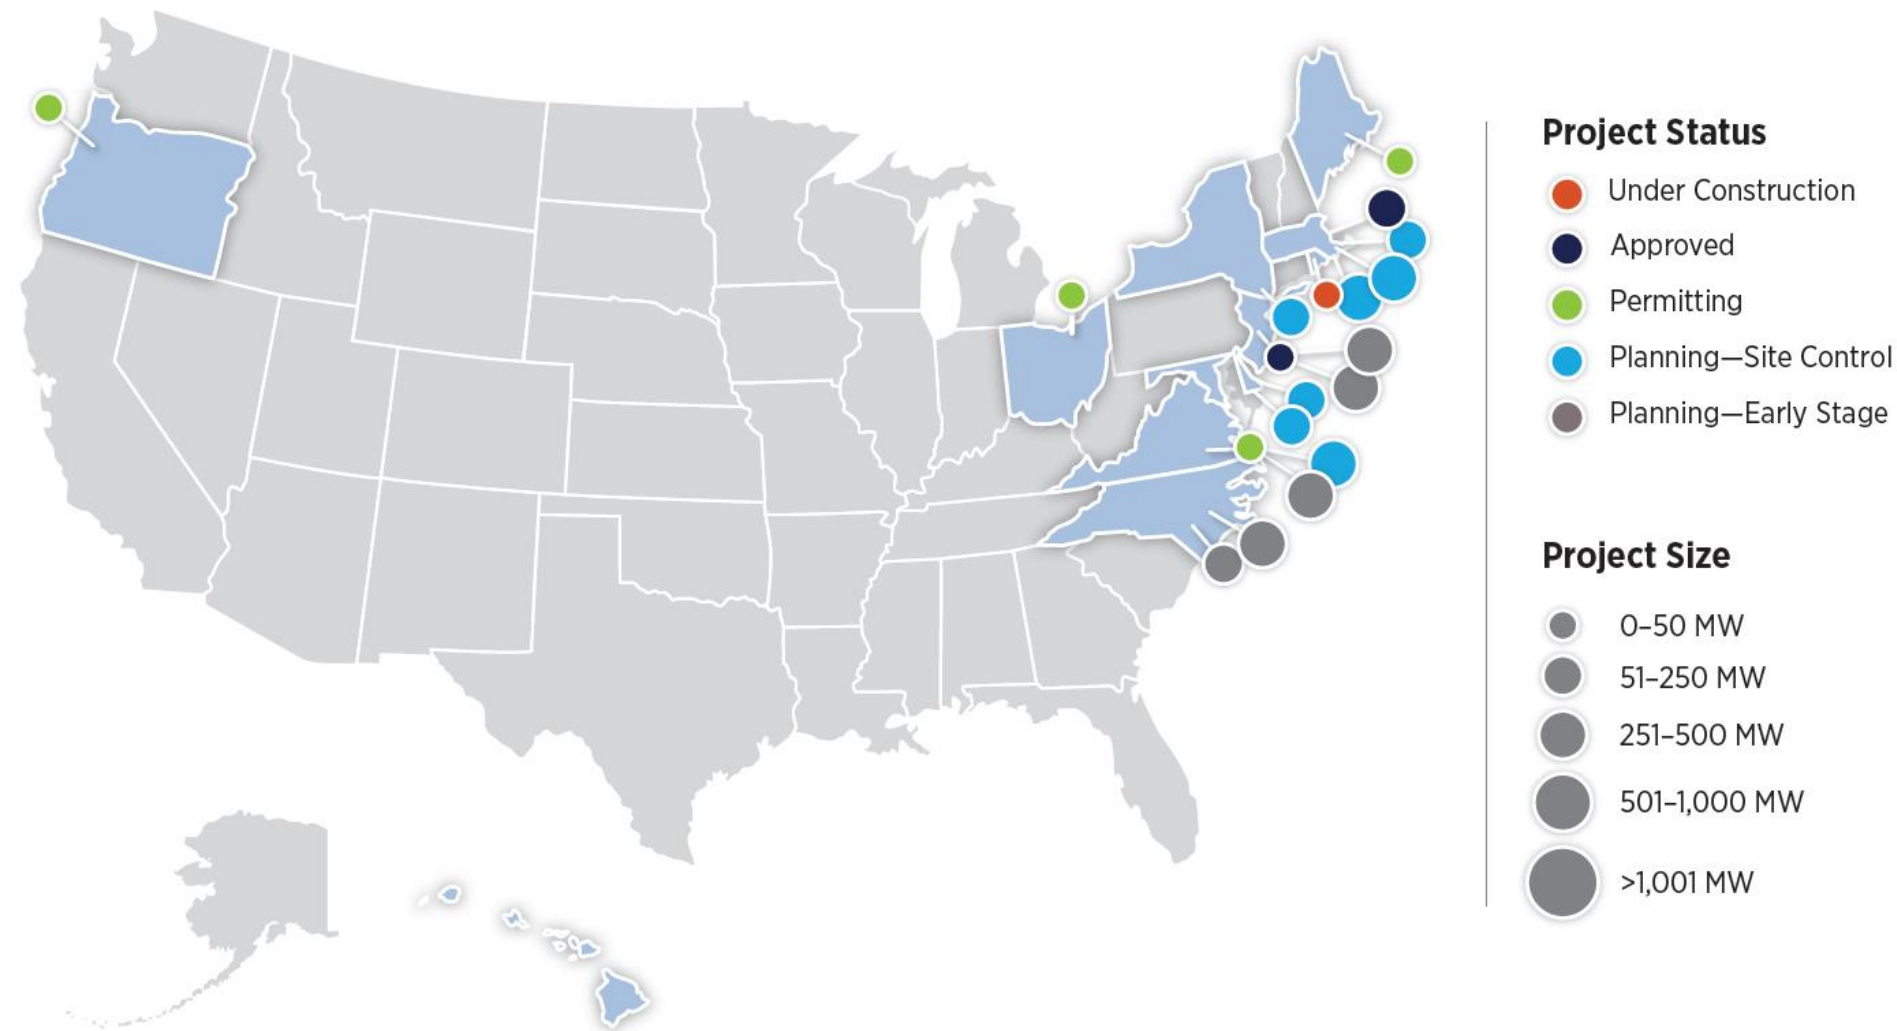 Project Status
Under Construction
Approved
Permitting
Planning—Site Control
Planning—Early Stage
Project Size
0–50 MW
51–250 MW
251–500 MW
501–1,000 MW
>1,001 MW